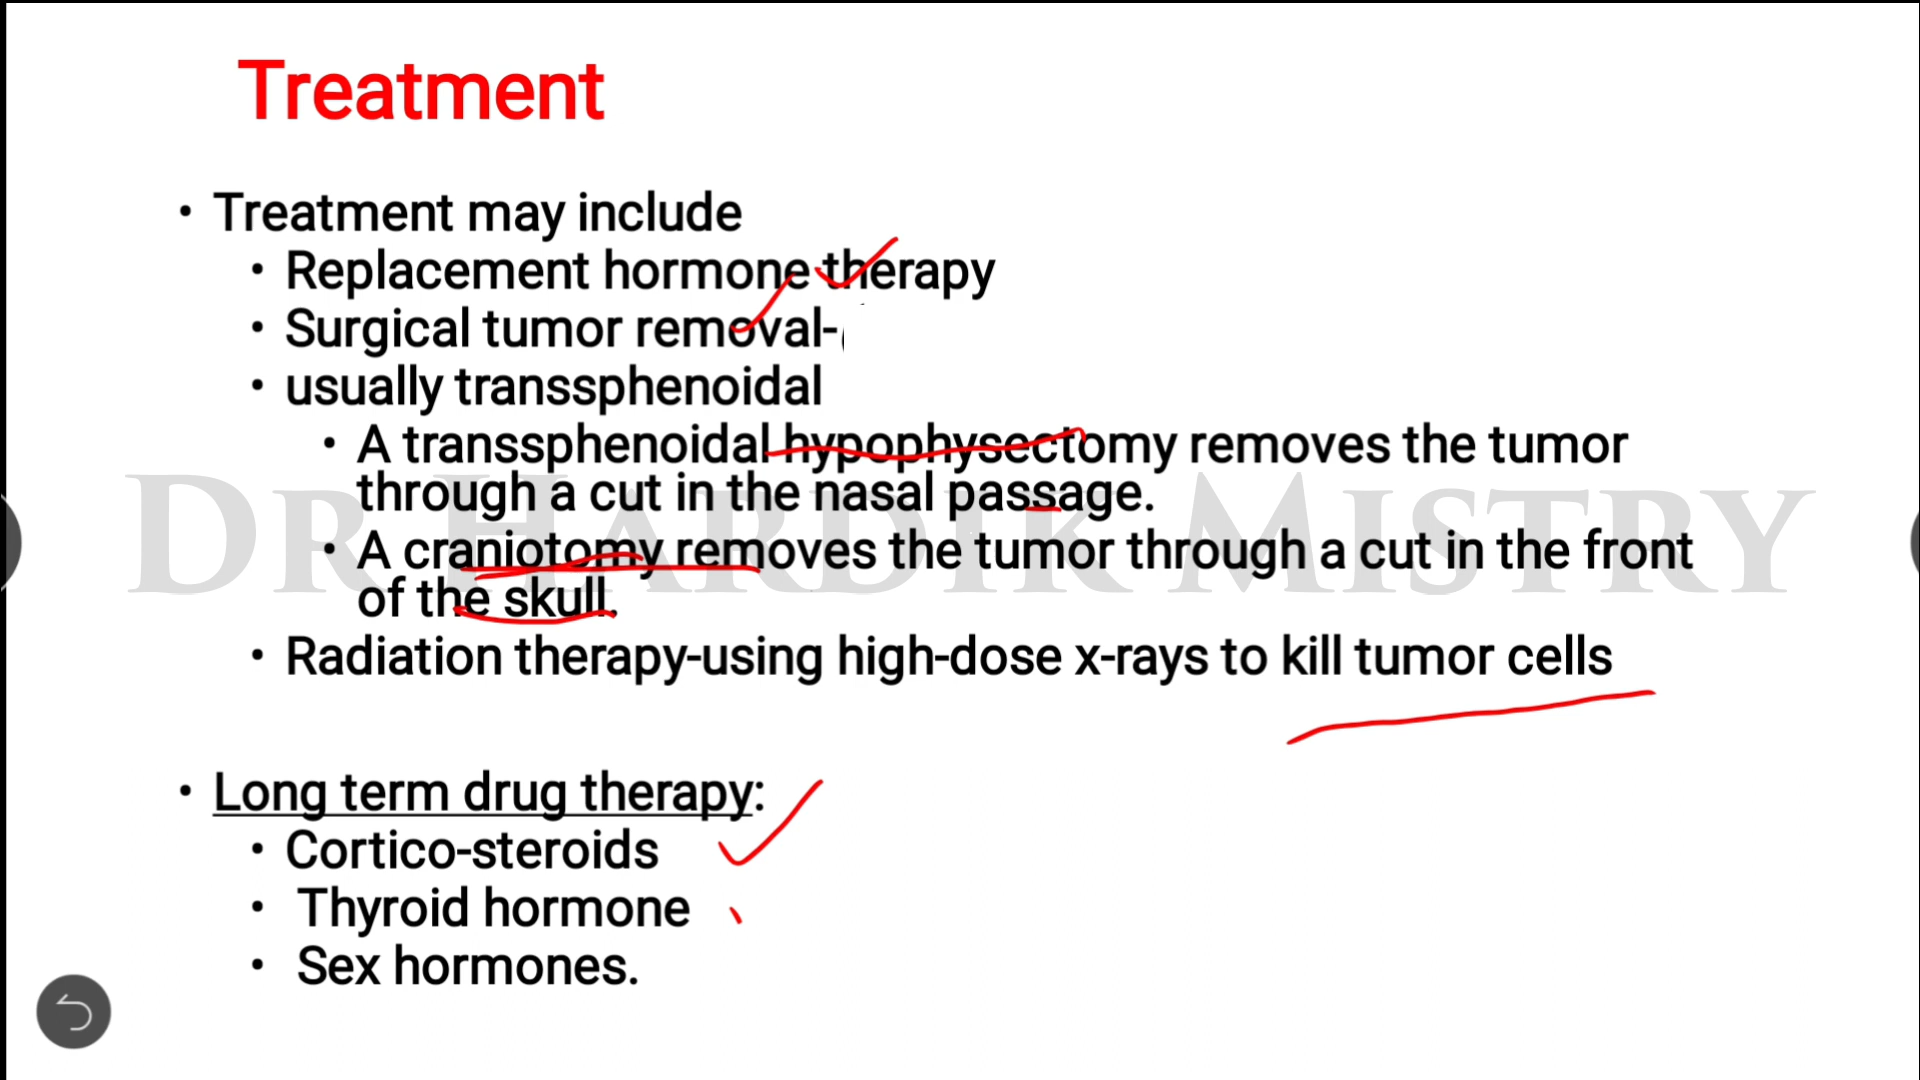 Treatment
• Treatment may include
• Replacement hormone therapy
• Surgical tumor removal-
• usually transsphenoidal
• A transsphenoidal hypophysectomy removes the tumor
through a cut in the nasal passage.
• A craniotomy removes the tumor through a cut in the front
of the skull.
• Radiation therapy-using high-dose x-rays to kill tumor cells
• Long term drug therapy:
• Cortico-steroids
• Thyroid hormone
• Sex hormones.
DR HARDIK MISTRY